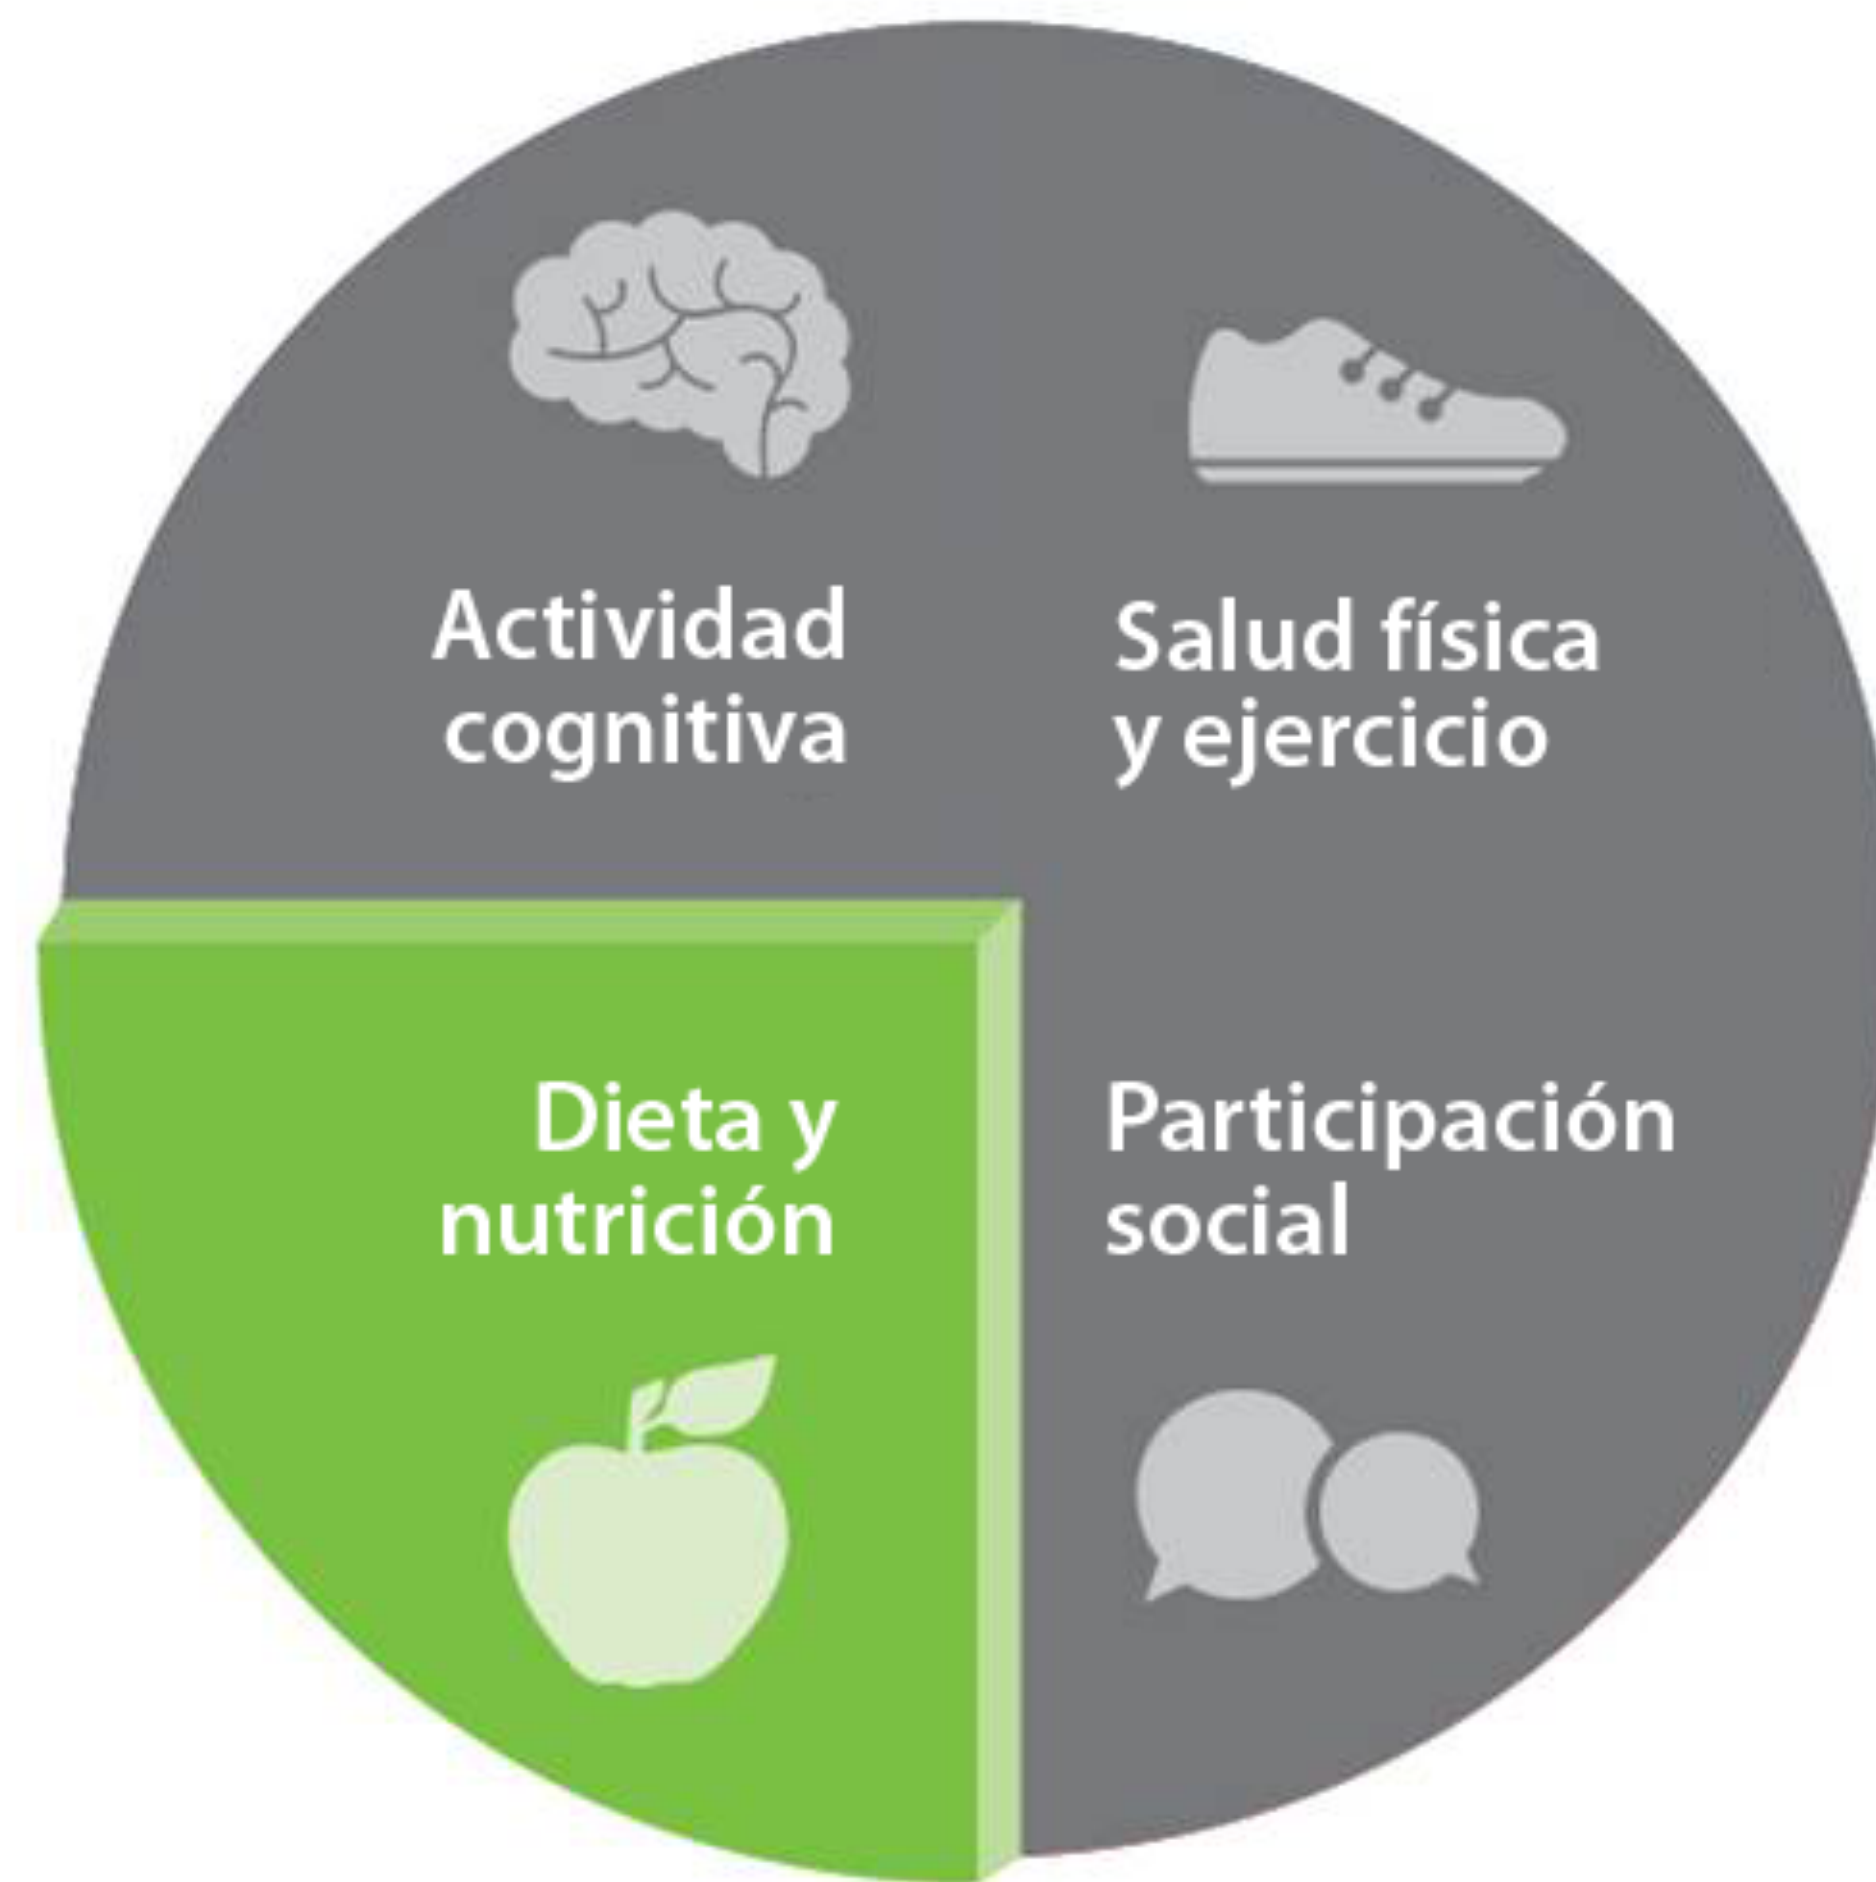 Actividad
cognitiva
Salud física
y ejercicio
Dieta y
nutrición
Participación
social